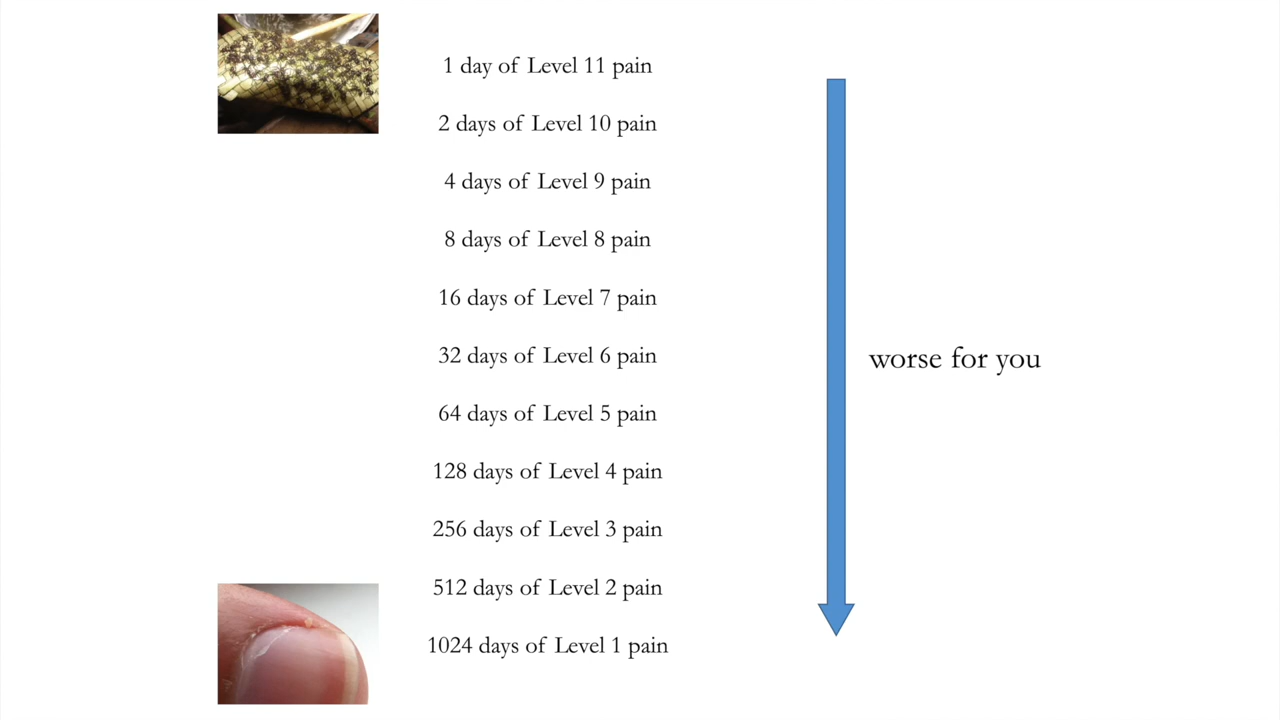 1 day of Level 11 pain
2 days of Level 10 pain
4 days of Level 9 pain
8 days of Level 8 pain
16 days of Level 7 pain
32 days of Level 6 pain
worse for you
64 days of Level 5 pain
128 days of Level 4 pain
256 days of Level 3 pain
512 days of Level 2 pain
1024 days of Level 1 pain